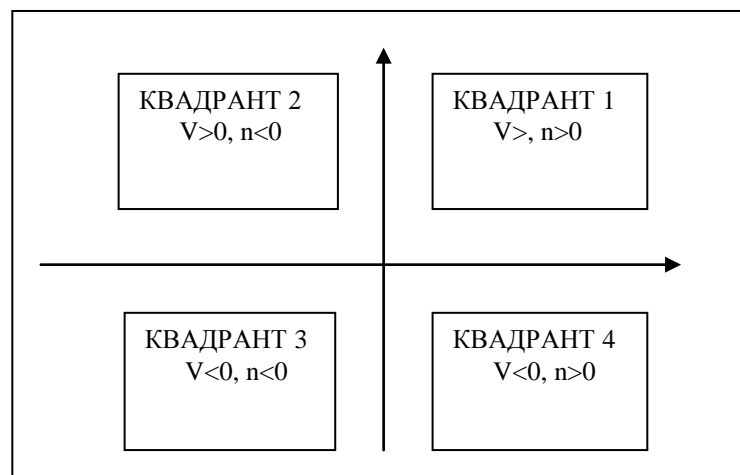 КВАДРАНТ 2
V>0, n<0
КВАДРАНТ 1
V>, n>0
КВАДРАНТ 3
V<0, n<0
КВАДРАНТ 4
V<0, n>0